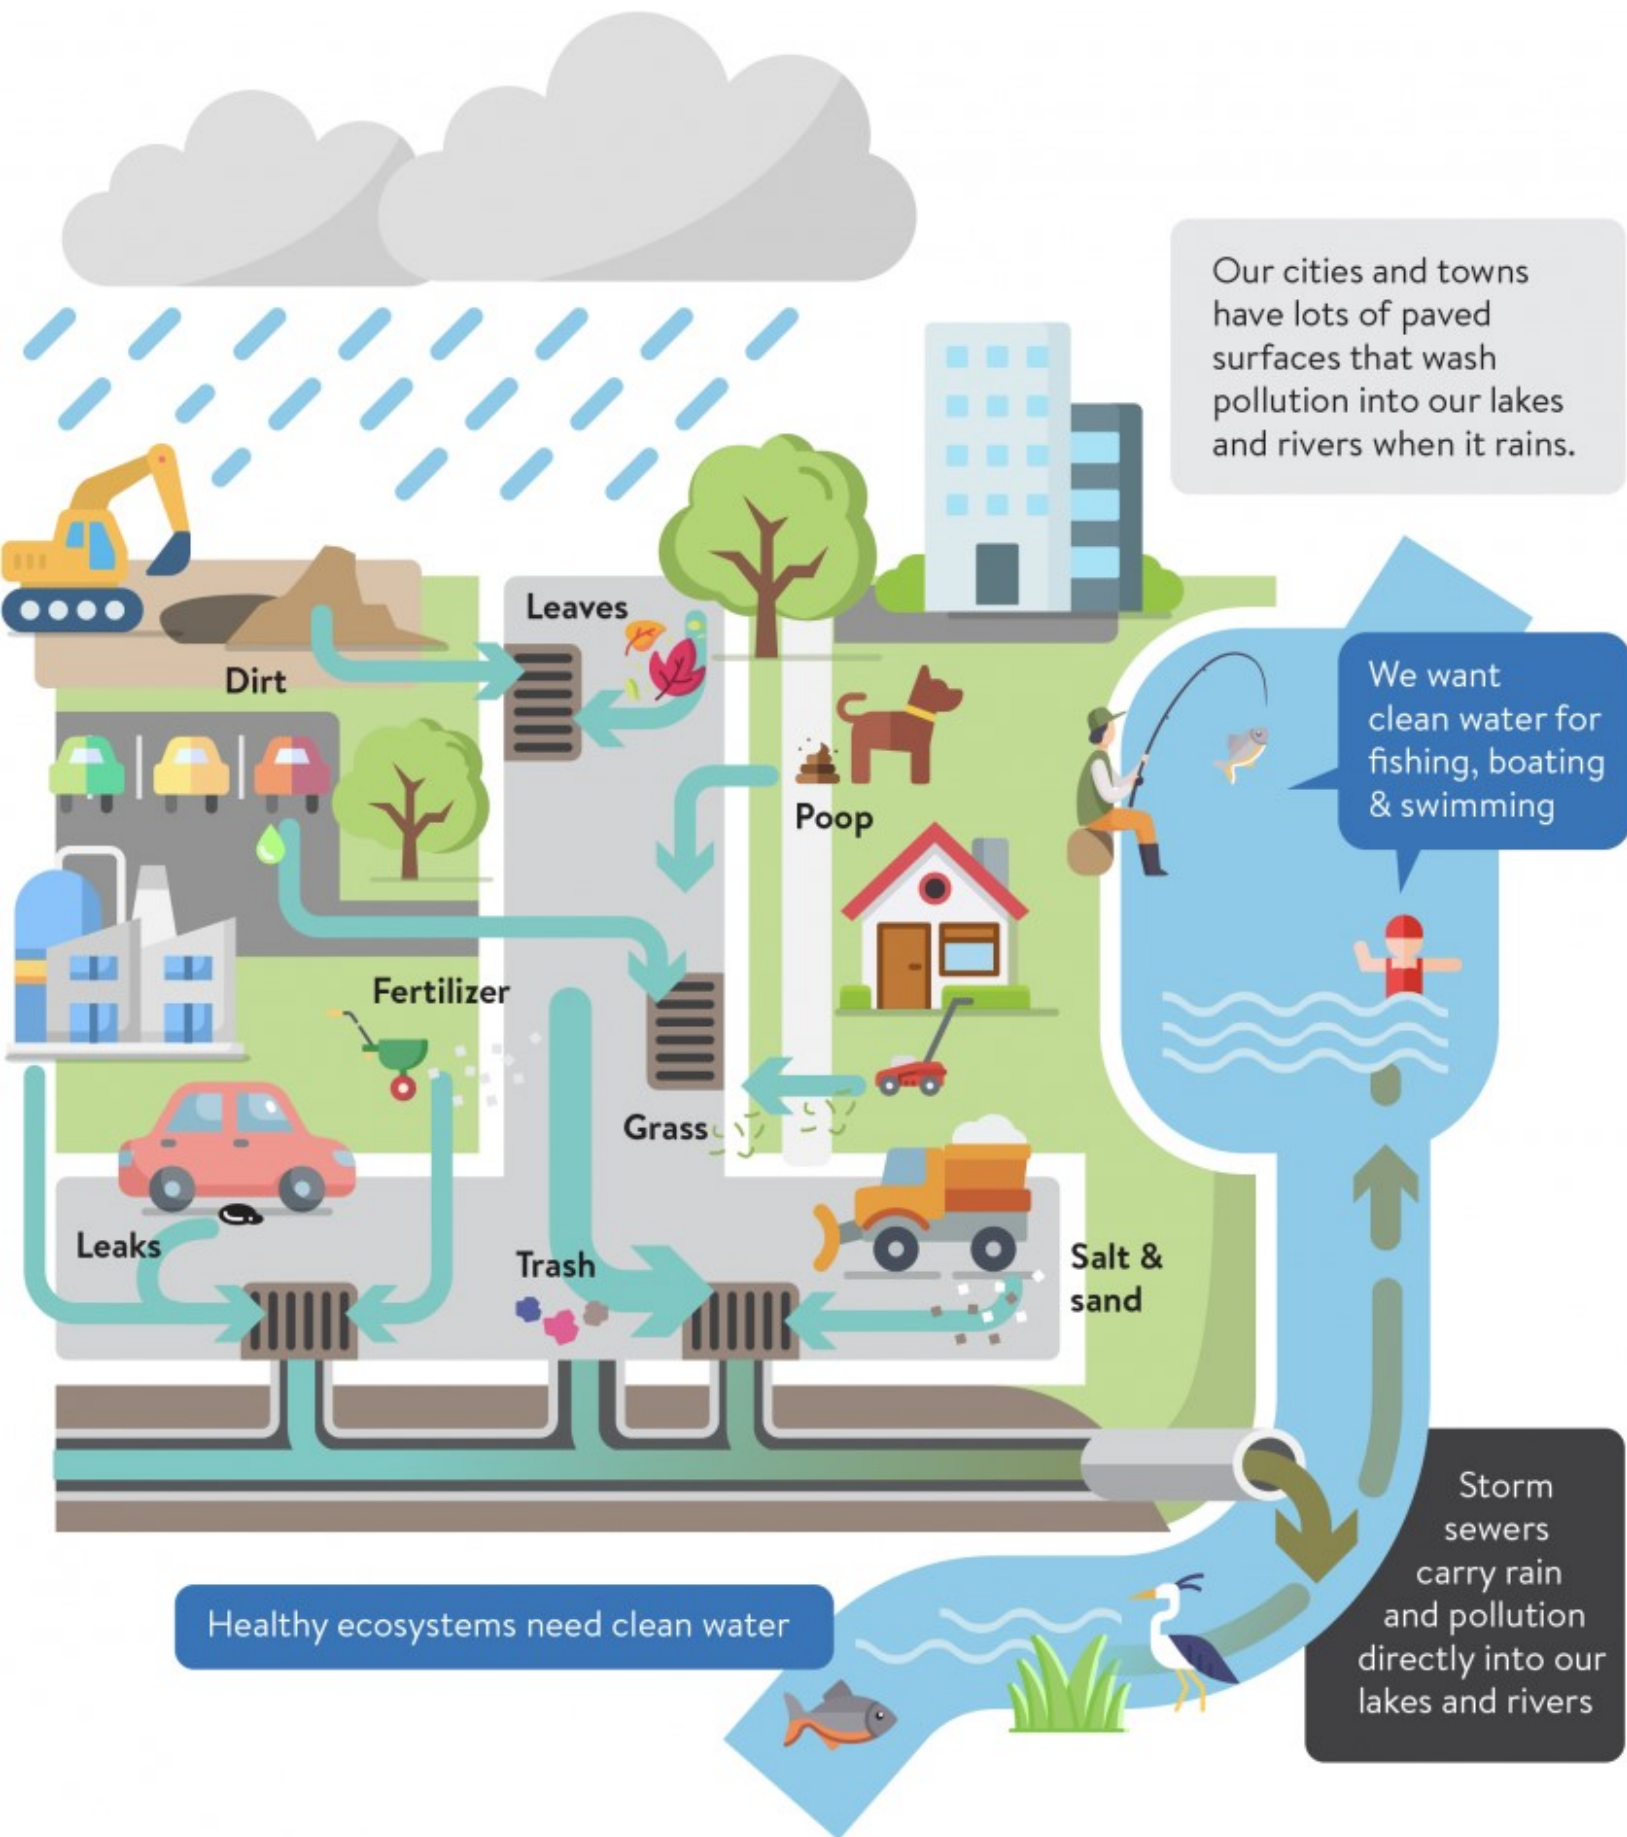 Our cities and towns
have lots of paved
surfaces that wash
pollution into our lakes
and rivers when it rains.
Leaves
Dirt
We want
clean water for
fishing, boating
& swimming
Poop
Fertilizer
Grass
Leaks
Trash
Salt &
sand
Storm
sewers
carry rain
and pollution
directly into our
lakes and rivers
Healthy ecosystems need clean water